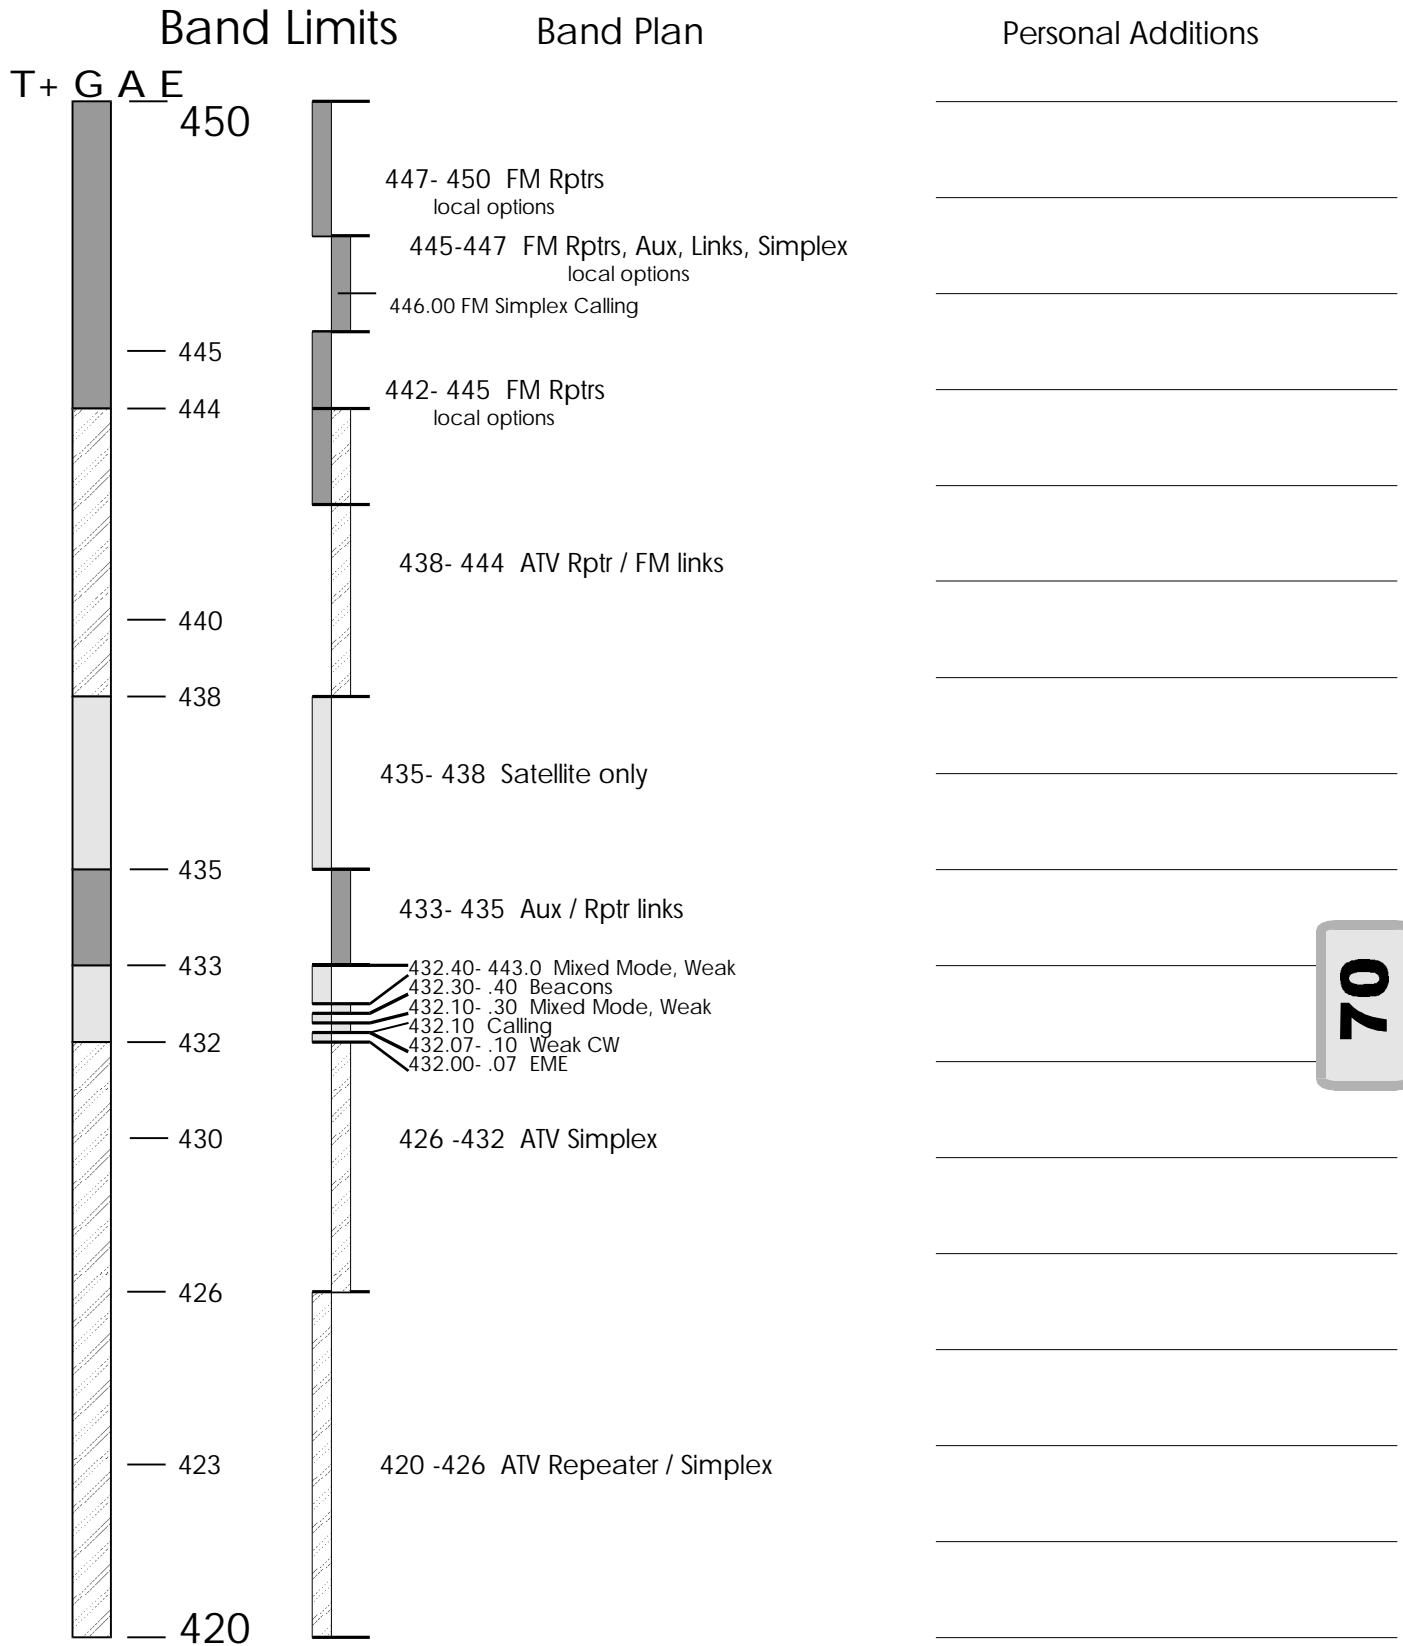 Band Limits
Band Plan
Personal Additions
T+ G A E
450
447- 450 FM Rptrs
local options
445-447 FM Rptrs, Aux, Links, Simplex
local options
446.00 FM Simplex Calling
445
442- 445 FM Rptrs
444
local options
438- 444 ATV Rptr / FM links
440
438
435- 438 Satellite only
435
433- 435 Aux / Rptr links
433
432.40- 443.0 Mixed Mode, Weak
432.30- .40 Beacons
432.10- .30 Mixed Mode, Weak
432.10 Calling
432
432.07- .10 Weak CW
432.00- .07 EME
70
430
426 -432 ATV Simplex
426
423
420 -426 ATV Repeater / Simplex
420